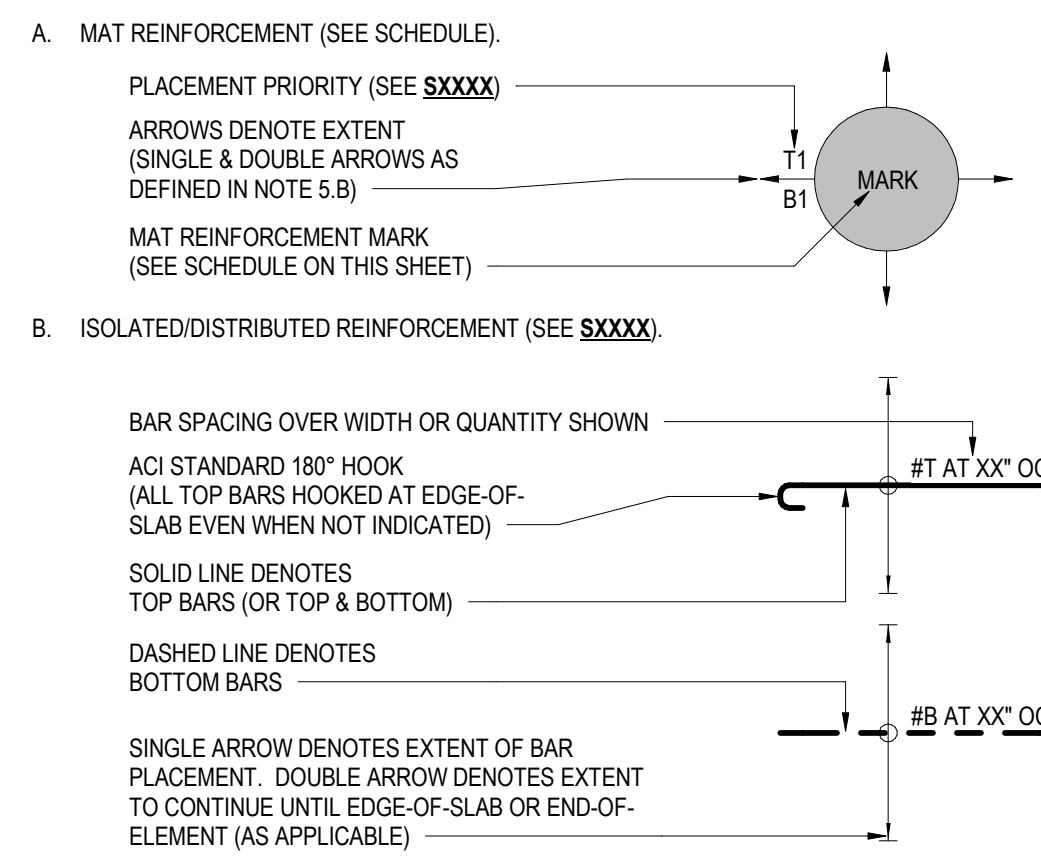 A. MAT REINFORCEMENT (SEE SCHEDULE).
PLACEMENT PRIORITY (SEE SXXXX)
ARROWS DENOTE EXTENT
(SINGLE & DOUBLE ARROWS AS
DEFINED IN NOTE 5.B)
T1
B1
MARK
MAT REINFORCEMENT MARK
(SEE SCHEDULE ON THIS SHEET)
B. ISOLATED/DISTRIBUTED REINFORCEMENT (SEE SXXXX).
BAR SPACING OVER WIDTH OR QUANTITY SHOWN
#T AT XX"
ACI STANDARD 180° HOOK
(ALL TOP BARS HOOKED AT EDGE-OF-
SLAB EVEN WHEN NOT INDICATED)
SOLID LINE DENOTES
TOP BARS (OR TOP & BOTTOM)
DASHED LINE DENOTES
BOTTOM BARS
#B AT XX"
SINGLE ARROW DENOTES EXTENT OF BAR
PLACEMENT. DOUBLE ARROW DENOTES EXTENT
TO CONTINUE UNTIL EDGE-OF-SLAB OR END-OF-
ELEMENT (AS APPLICABLE)